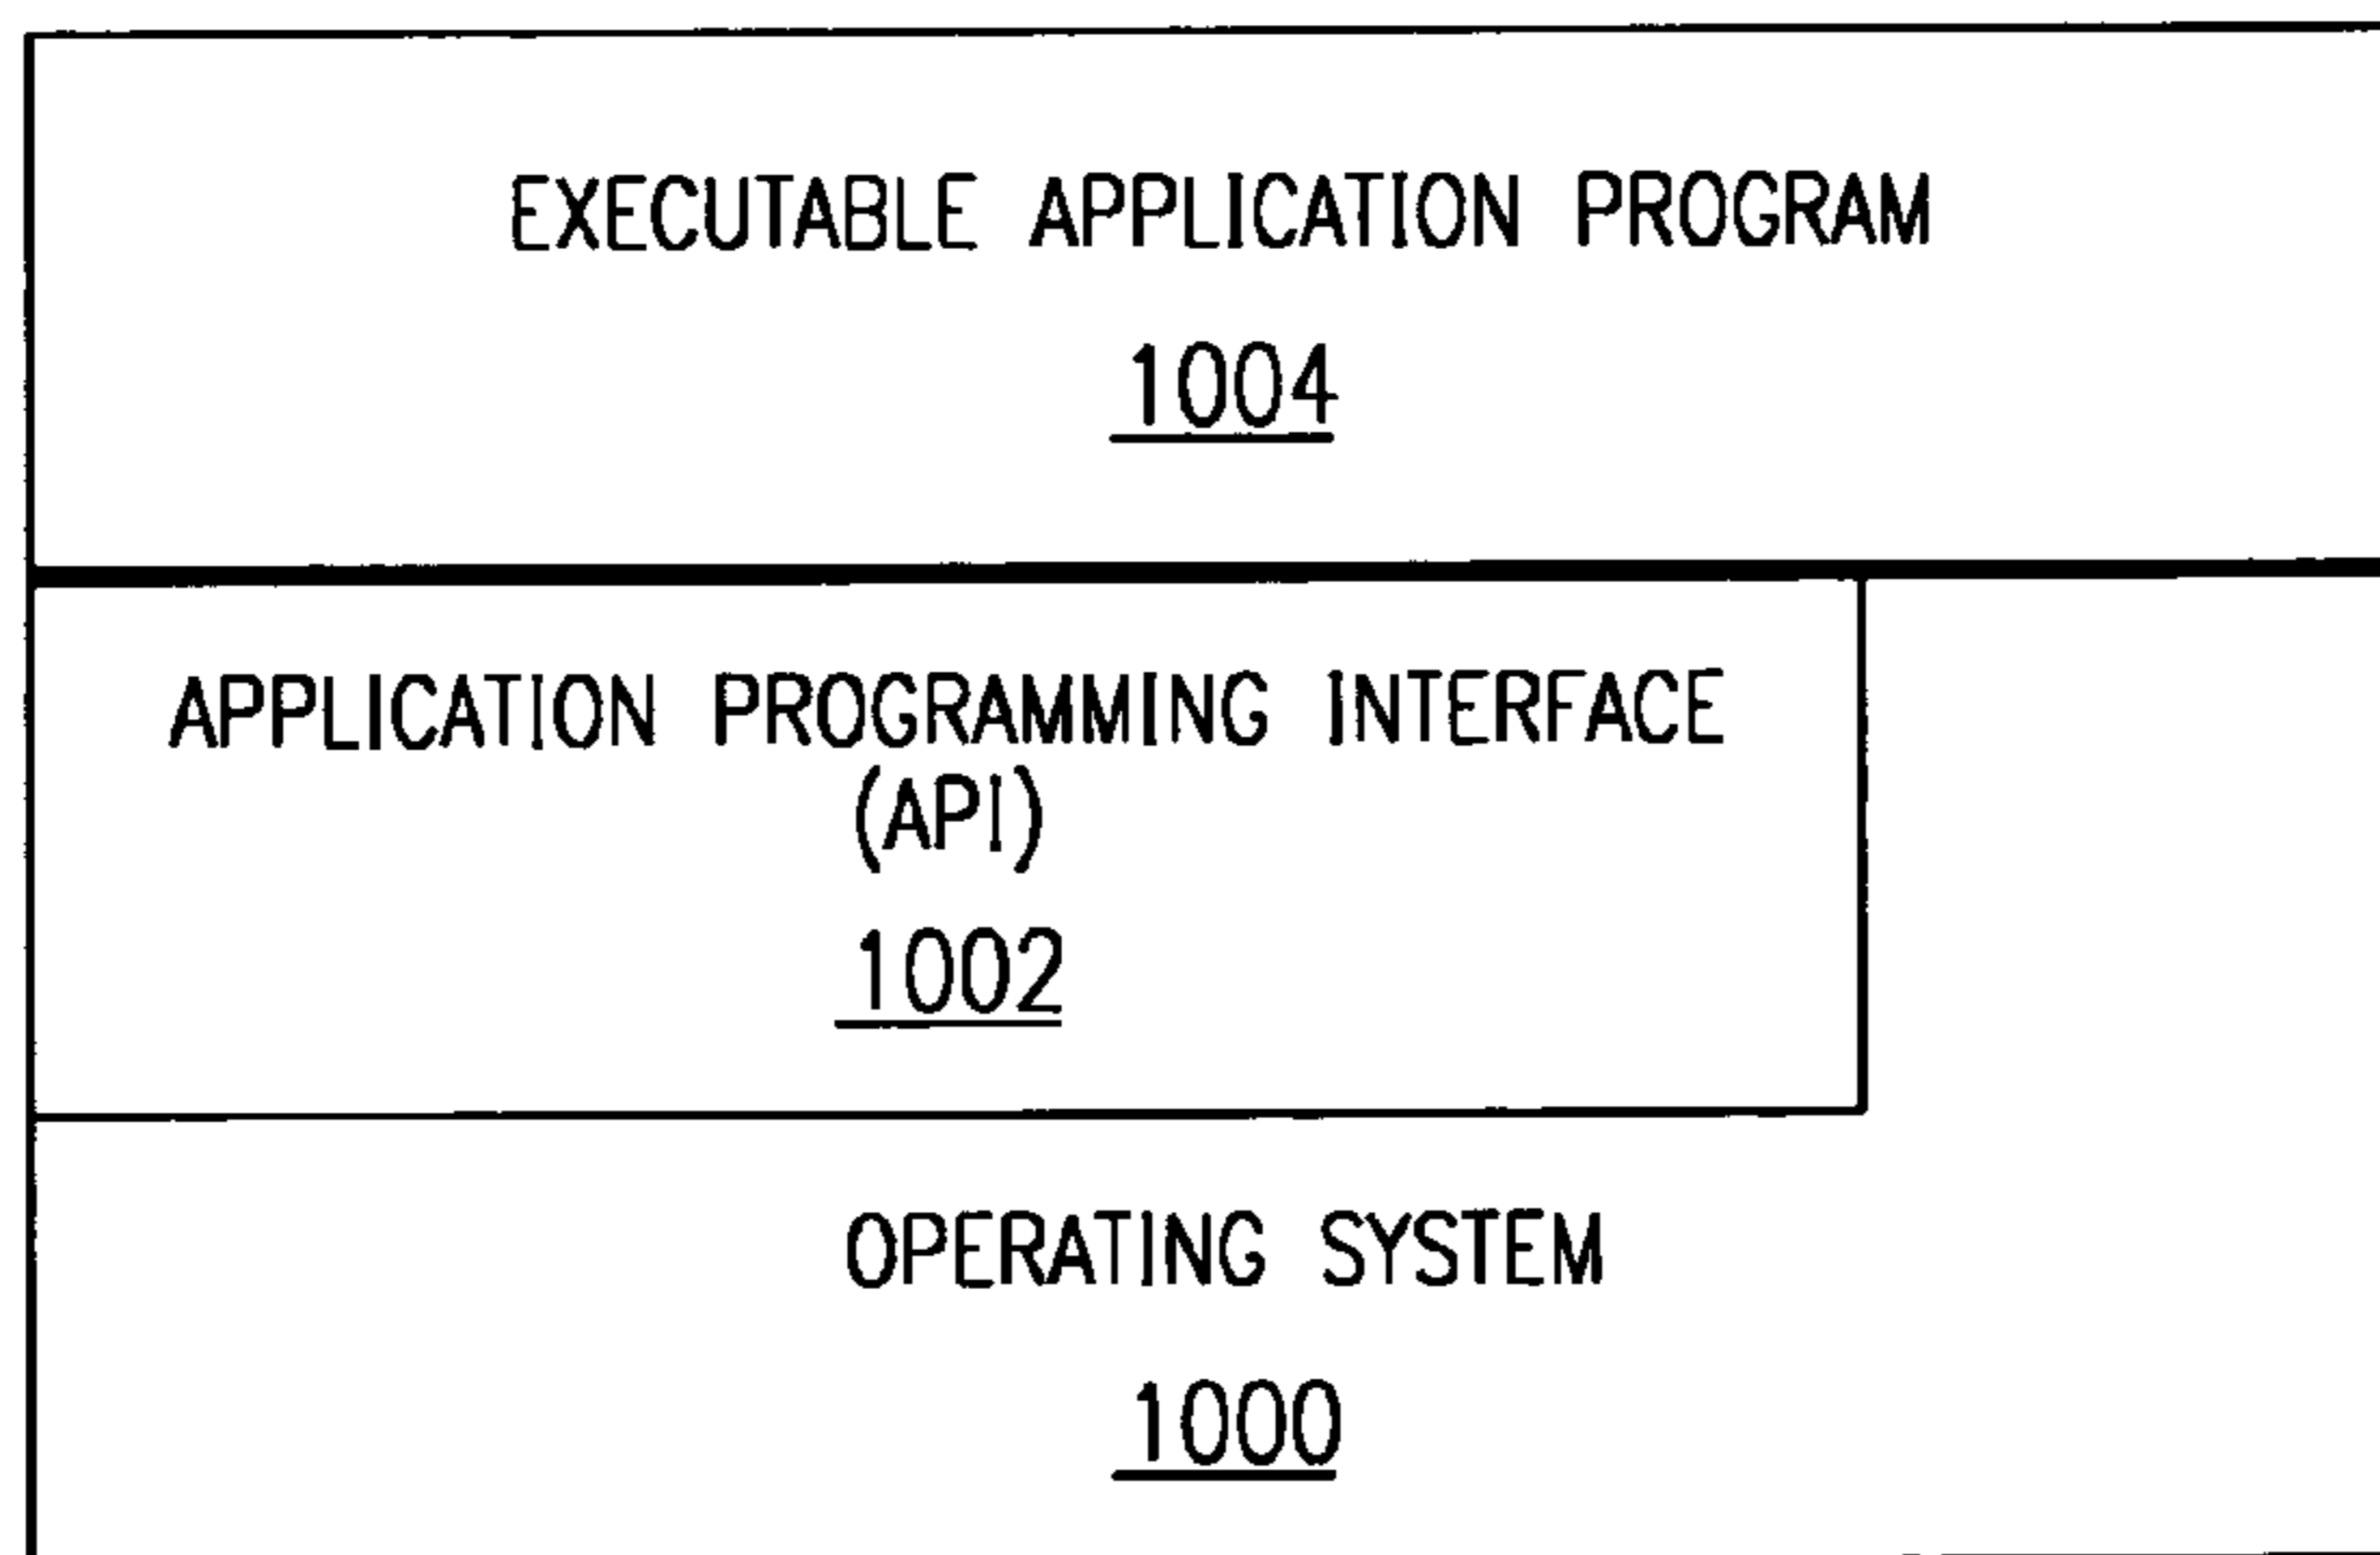 EXECUTABLE APPLICATION PROGRAM
1004
APPLICATION PROGRAMMING INTERFACE
(API)
1002
OPERATING SYSTEM
1000